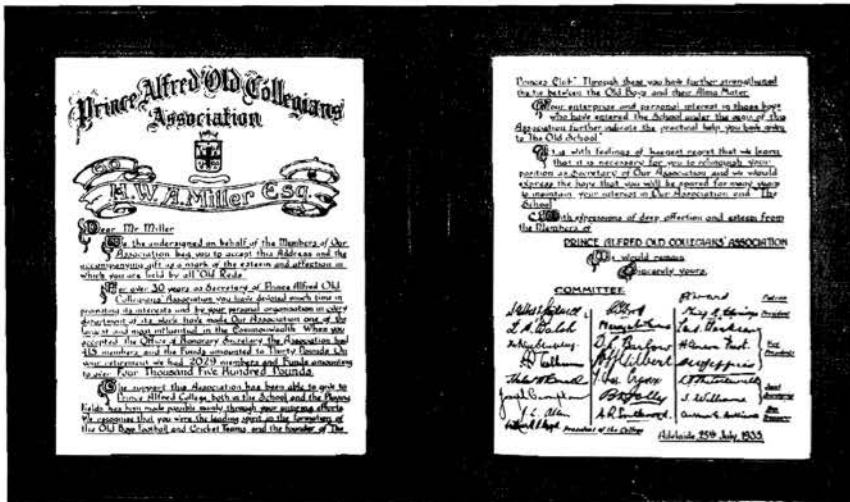 Prince Alfred Old Collegians
Association
H.W.A. Miller Esq.
Dear Mr Miller
We the undersigned on behalf of the Members of Our
Association beg you to accept this Address and the
accompanying gift as a mark of the esteem and affection in
which you are held by all "Old Reds"
For over 30 years as Secretary of Prince Alfred Old
Collegians' Association you have devoted much time in
promoting its interests and by your personal organisation in every
department of its work have made Our Association one of the
largest and most influential in the Commonwealth. When you
accepted the Office of Honorary Secretary the Association had
413 members and the Funds amounted to Thirty Pounds. On
your retirement we had 2029 members and Funds amounting
to over Four Thousand Five Hundred Pounds.
The support this Association has been able to give to
Prince Alfred College both in the School and the Playing
Fields has been made possible mainly through your untiring efforts
We recognise that you were the leading spirit in the formation of
the Old Boys Football and Cricket Teams, and the founder of "The
Princes Club" Through these you have further strengthened
the tie between the Old Boys and their Alma Mater.
Your enterprise and personal interest in those boys
who have entered the School under the aegis of this
Association further indicate the practical help you have given
to "The Old School"
It is with feelings of keenest regret that we learn
that it is necessary for you to relinquish your
position as Secretary of Our Association and we would
express the hope that you will be spared for many years
to maintain your interest in Our Association and "The
School"
With expressions of deep affection and esteem from
the Members of
PRINCE ALFRED OLD COLLEGIANS' ASSOCIATION
We would remain
Sincerely yours,
COMMITTEE
Patron
President
Vice
Presidents
D. C. Barlow
J. Williams
Joint
Secretaries
J. L. Allen
A. R. Southwood
Hon
Treasurer
President of the College
Adelaide, 25th July, 1935